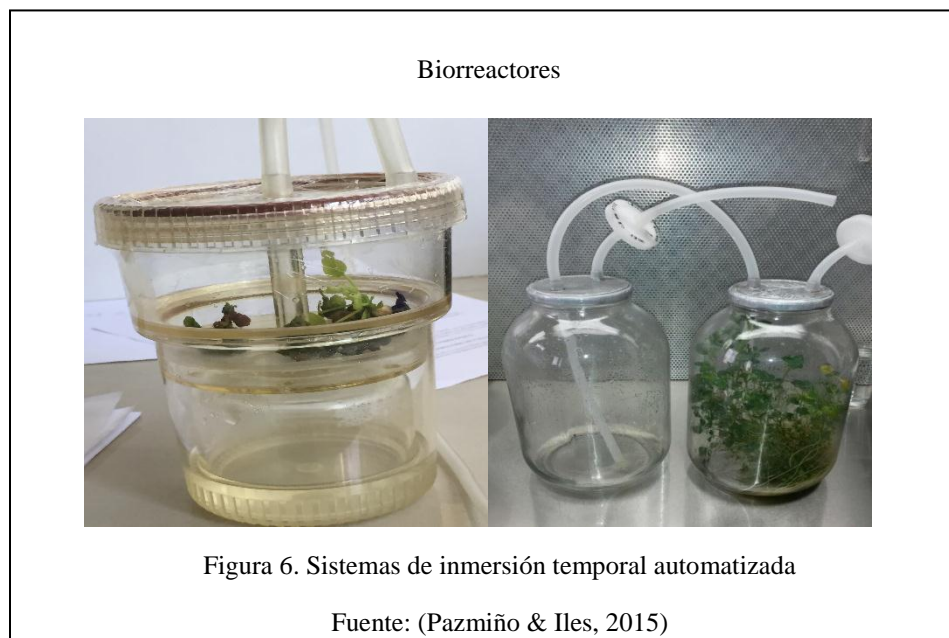 Biorreactores
Figura 6. Sistemas de inmersión temporal automatizada
Fuente: (Pazmiño & Iles, 2015)